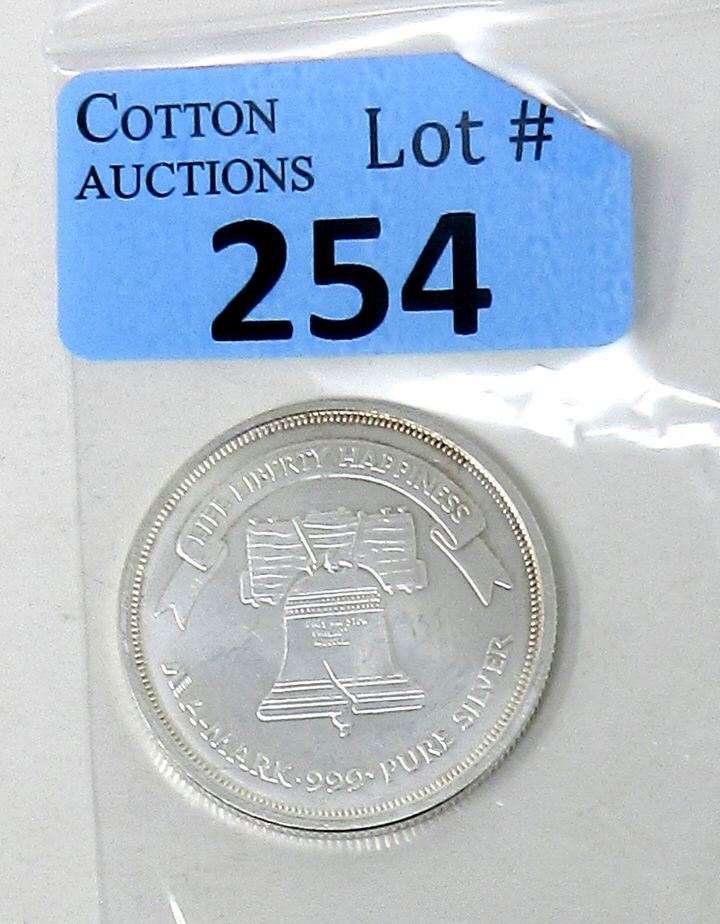 COTTON
AUCTIONS
Lot #
254
LIFE LIBERTY HAPPINESS
A-MARK · 999 · PURE SILVER